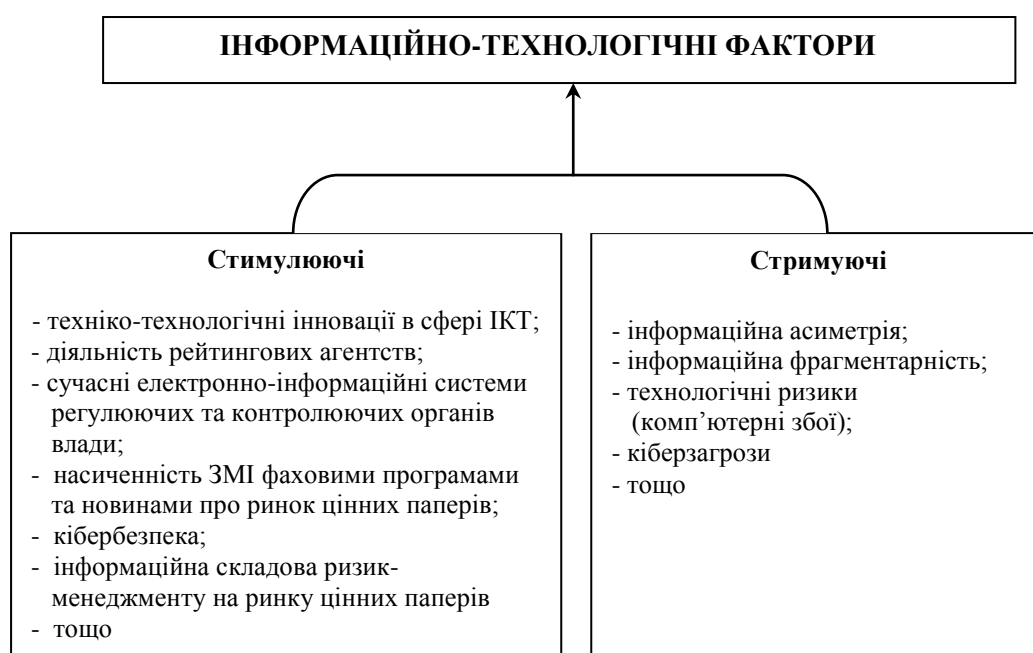 ІНФОРМАЦІЙНО-ТЕХНОЛОГІЧНІ ФАКТОРИ
Стимулюючі
- техніко-технологічні інновації в сфері ІКТ;
- діяльність рейтингових агентств;
- сучасні електронно-інформаційні системи
регулюючих та контролюючих органів
влади;
- насиченність ЗМІ фаховими програмами
та новинами про ринок цінних паперів;
- кібербезпека;
- інформаційна складова ризик-
менеджменту на ринку цінних паперів
- тощо
Стримуючі
- інформаційна асиметрія;
- інформаційна фрагментарність;
- технологічні ризики
(комп’ютерні збої);
- кіберзагрози
- тощо